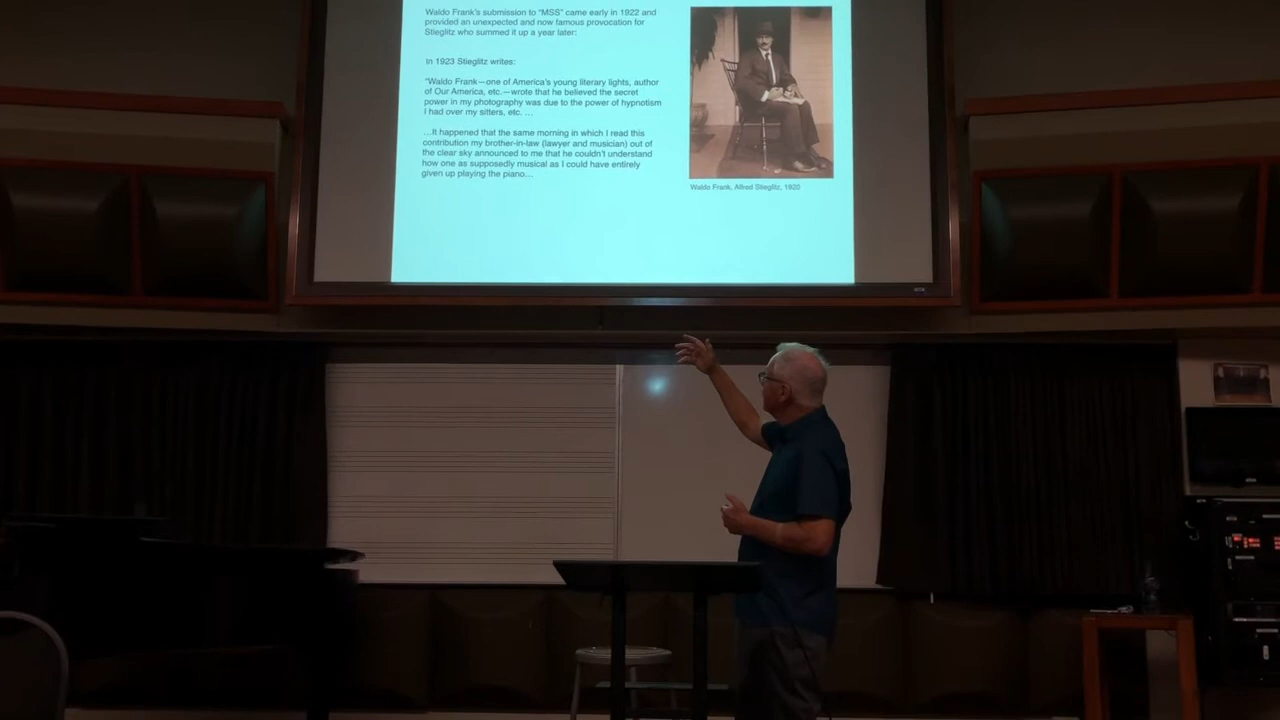 Waldo Frank's submission to "MSS" came early in 1922 and
provided an unexpected and now famous provocation for
Stieglitz who summed it up a year later:
In 1923 Stieglitz writes:
"Waldo Frank—one of America's young literary lights, author
of Our America, etc.—wrote that he believed the secret
power in my photography was due to the power of hypnotism
I had over my sitters, etc. …
…It happened that the same morning in which I read this
contribution my brother-in-law (lawyer and musician) out of
the clear sky announced to me that he couldn't understand
how one as supposedly musical as I could have entirely
given up playing the piano…
Waldo Frank, Alfred Stieglitz, 1920